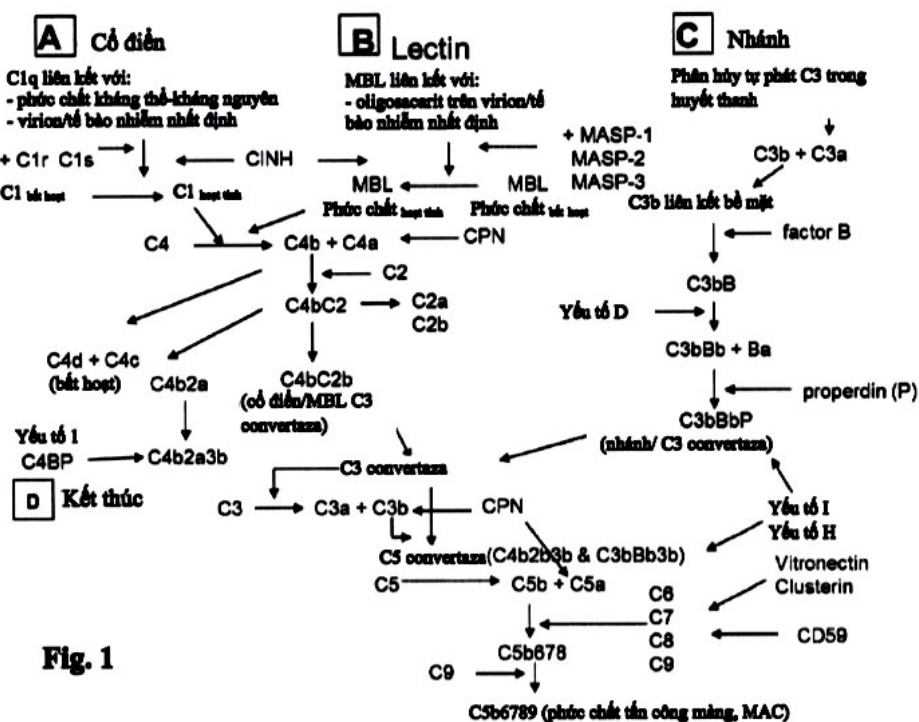 A Cổ điển
C1q liên kết với:
- phức chất kháng thể-kháng nguyên
- virion/tế bào nhiễm nhất định
+ C1r C1s
C1 bất hoạt
C1 hoạt tính
CINH
B Lectin
MBL liên kết với:
- oligosacarit trên virion/tế
bào nhiễm nhất định
+ MASP-1
MASP-2
MASP-3
MBL
Phức chất hoạt tính
MBL
Phức chất bất hoạt
C Nhánh
Phân hủy tự phát C3 trong
huyết thanh
C3b + C3a
C3b liên kết bề mặt
factor B
C3bB
Yếu tố D
C3bBb + Ba
properdin (P)
C3bBbP
(nhánh/ C3 convertaza)
C4
C4b + C4a
CPN
C2
C4bC2
C2a
C2b
C4d + C4c
(bất hoạt)
C4b2a
C4bC2b
(cổ điển/MBL C3
convertaza)
Yếu tố 1
C4BP
C4b2a3b
D Kết thúc
C3 convertaza
C3
C3a + C3b
CPN
Yếu tố I
Yếu tố H
C5 convertaza(C4b2b3b & C3bBb3b)
C5
C5b + C5a
Vitronectin
Clusterin
C6
C7
C8
C9
CD59
C5b678
C9
C5b6789 (phức chất tấn công màng, MAC)
Fig. 1